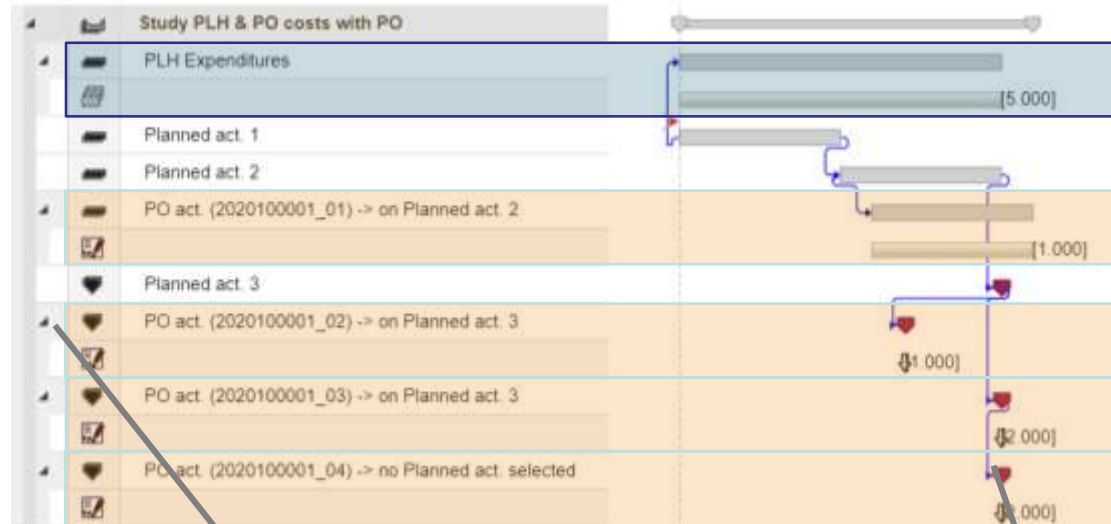 Study PLH & PO costs with PO
PLH Expenditures
[5.000]
Planned act. 1
Planned act. 2
PO act. (2020100001_01) -> on Planned act. 2
[1.000]
Planned act. 3
PO act. (2020100001_02) -> on Planned act. 3
1.000]
PO act. (2020100001_03) -> on Planned act. 3
2.000]
PO act. (2020100001_04) -> no Planned act. selected
.000]